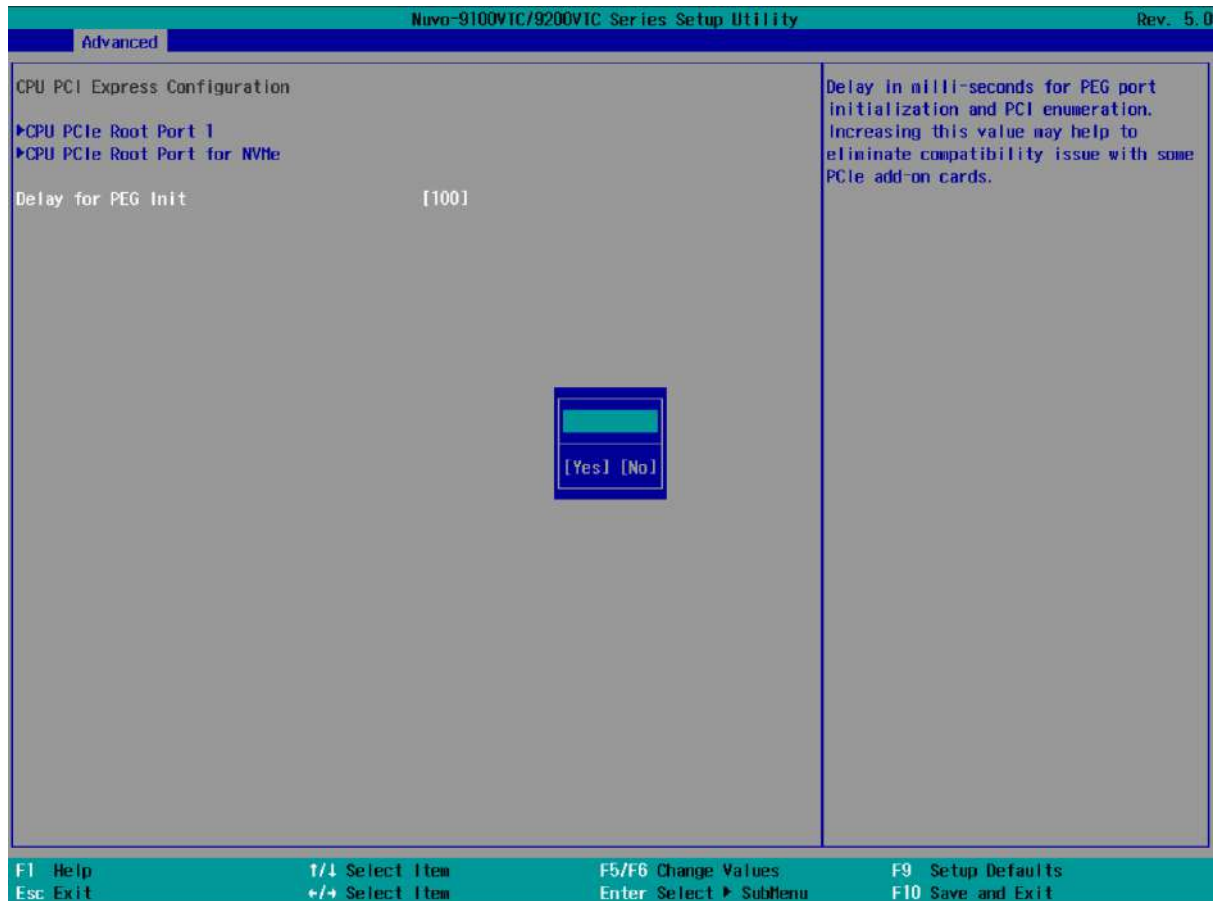 Nuvo-9100VTC/9200VTC Series Setup Utility Rev. 5.0
Advanced
CPU PCI Express Configuration
▶CPU PCIe Root Port 1
▶CPU PCIe Root Port for NVMe
Delay for PEG Init [100]
Delay in milli-seconds for PEG port
initialization and PCI enumeration.
Increasing this value may help to
eliminate compatibility issue with some
PCIe add-on cards.
[Yes] [No]
F1 Help ↑/↓ Select Item F5/F6 Change Values F9 Setup Defaults
Esc Exit ←/→ Select Item Enter Select ▶ SubMenu F10 Save and Exit